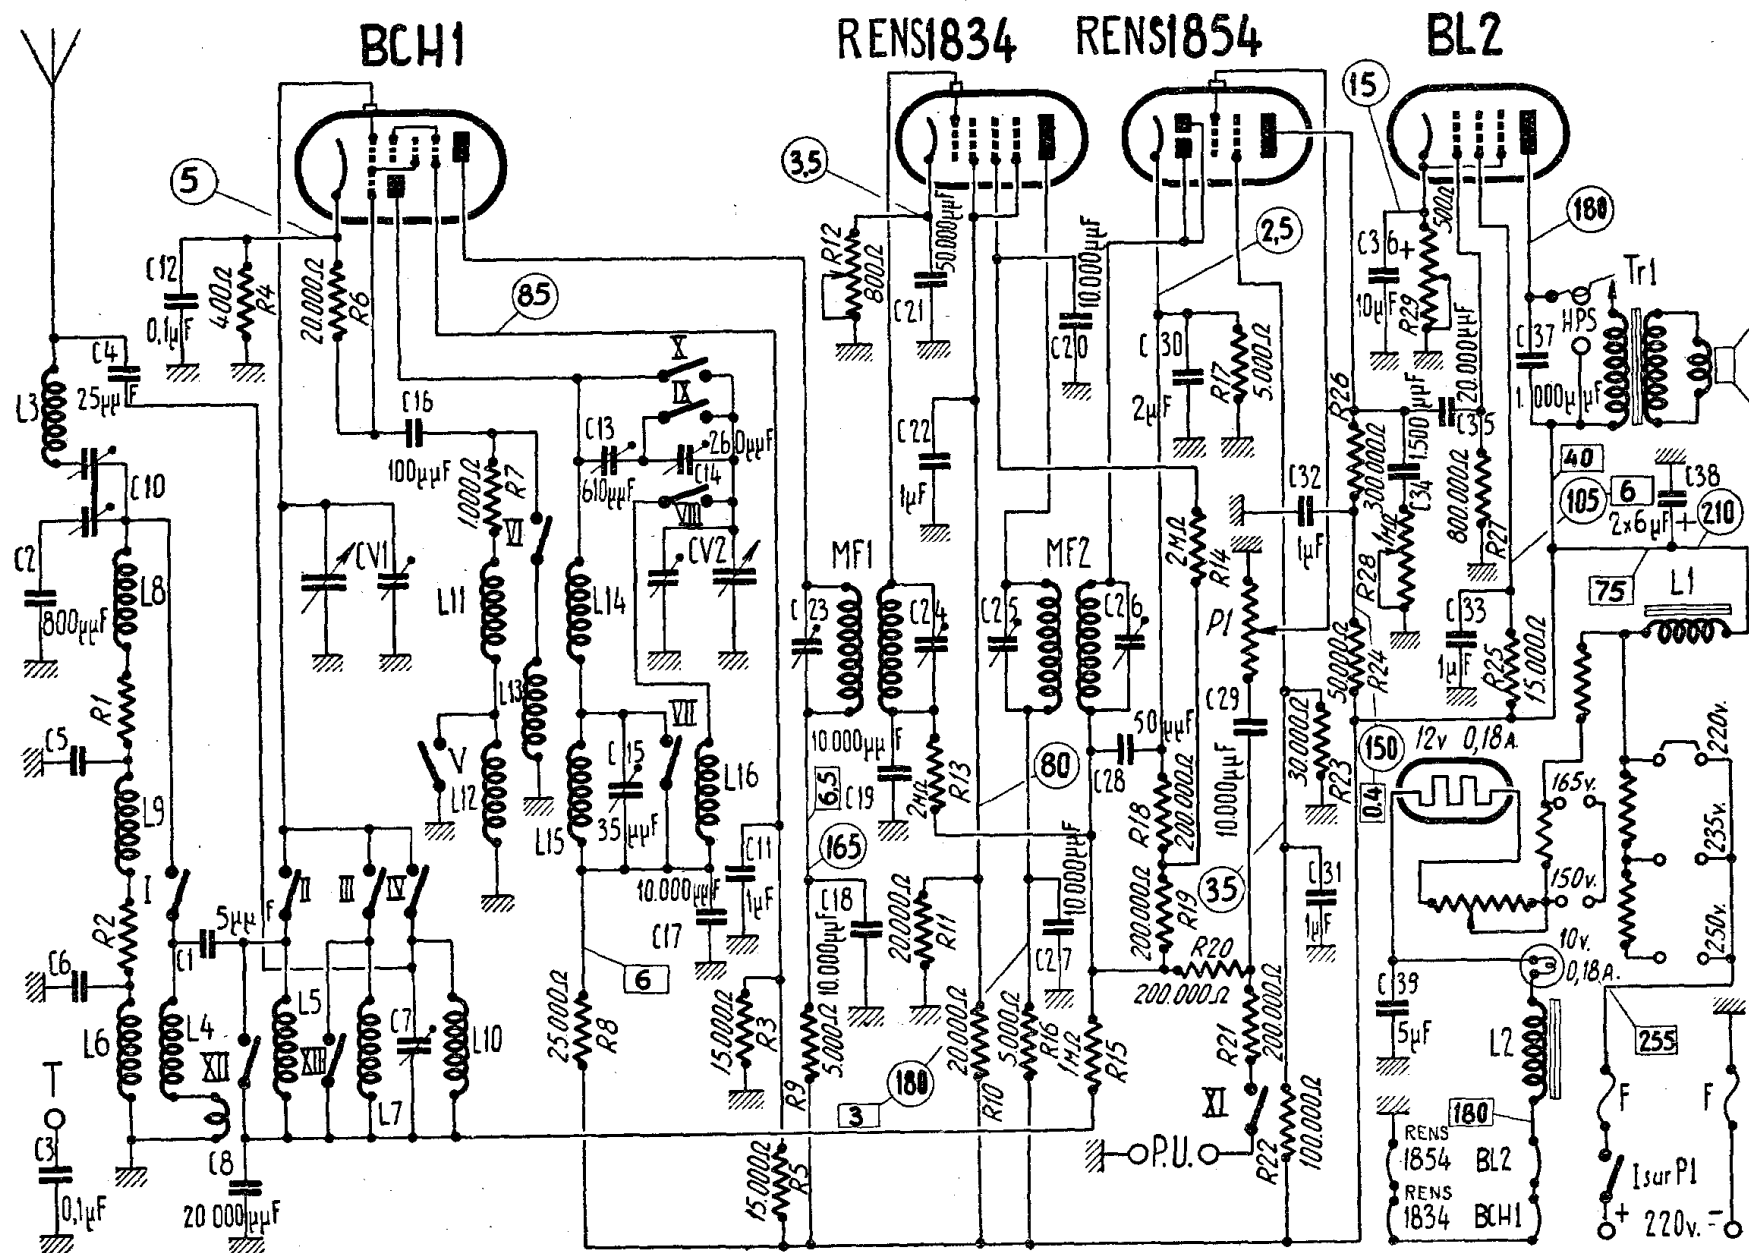 BCH1
RENS1834
RENS1854
BL2
5
3,5
15
180
2,5
85
C12
0,1µF
400Ω
R4
20.000Ω
R6
R12
800Ω
C21
50.000µµF
C20
10.000µµF
C30
2µF
R17
5.000Ω
C36
+
10µF
500Ω
R29
C37
1.000µµF
HPS
Tr1
C4
25µµF
L3
C10
C2
800µµF
L8
C16
100µµF
1.000Ω
R7
VI
X
IX
C13
610µµF
260µµF
C14
VIII
CV1
CV2
C22
1µF
C32
1µF
R26
300.000Ω
1.500µµF
C34
20.000µµF
C35
800.000Ω
R27
1MΩ
R28
40
105
6
C38
2x6µF
+
210
75
L1
MF1
MF2
C23
C24
C25
C26
2MΩ
R14
P1
50.000Ω
R24
C33
1µF
R25
15.000Ω
L11
L13
L14
R1
C5
L9
V
L12
VII
C15
35µµF
L15
L16
10.000µµF
C19
2MΩ
R13
6,5
165
80
50µµF
C28
R18
200.000Ω
C29
10.000µµF
30.000Ω
R23
150
0.4
12v 0,18A.
165v.
150v.
220v.
235v.
250v.
I
II
III
IV
R2
C6
5µµF
C1
10.000µµF
C17
C11
1µF
C18
10.000µµF
20.000Ω
R11
C27
10.000µµF
200.000Ω
R19
R20
200.000Ω
35
C31
1µF
10v.
0,18A.
C39
5µF
L2
255
L6
L4
XII
L5
XIII
C7
L7
L10
6
25.000Ω
R8
15.000Ω
R3
R9
5.000Ω
180
3
20.000Ω
R10
5.000Ω
R16
1MΩ
R15
R21
200.000Ω
XI
R22
100.000Ω
P.U.
180
F
F
T
C3
0,1µF
C8
20 000µµF
15.000Ω
R5
RENS
1854
BL2
RENS
1834
BCH1
I sur P1
+ 220v. -